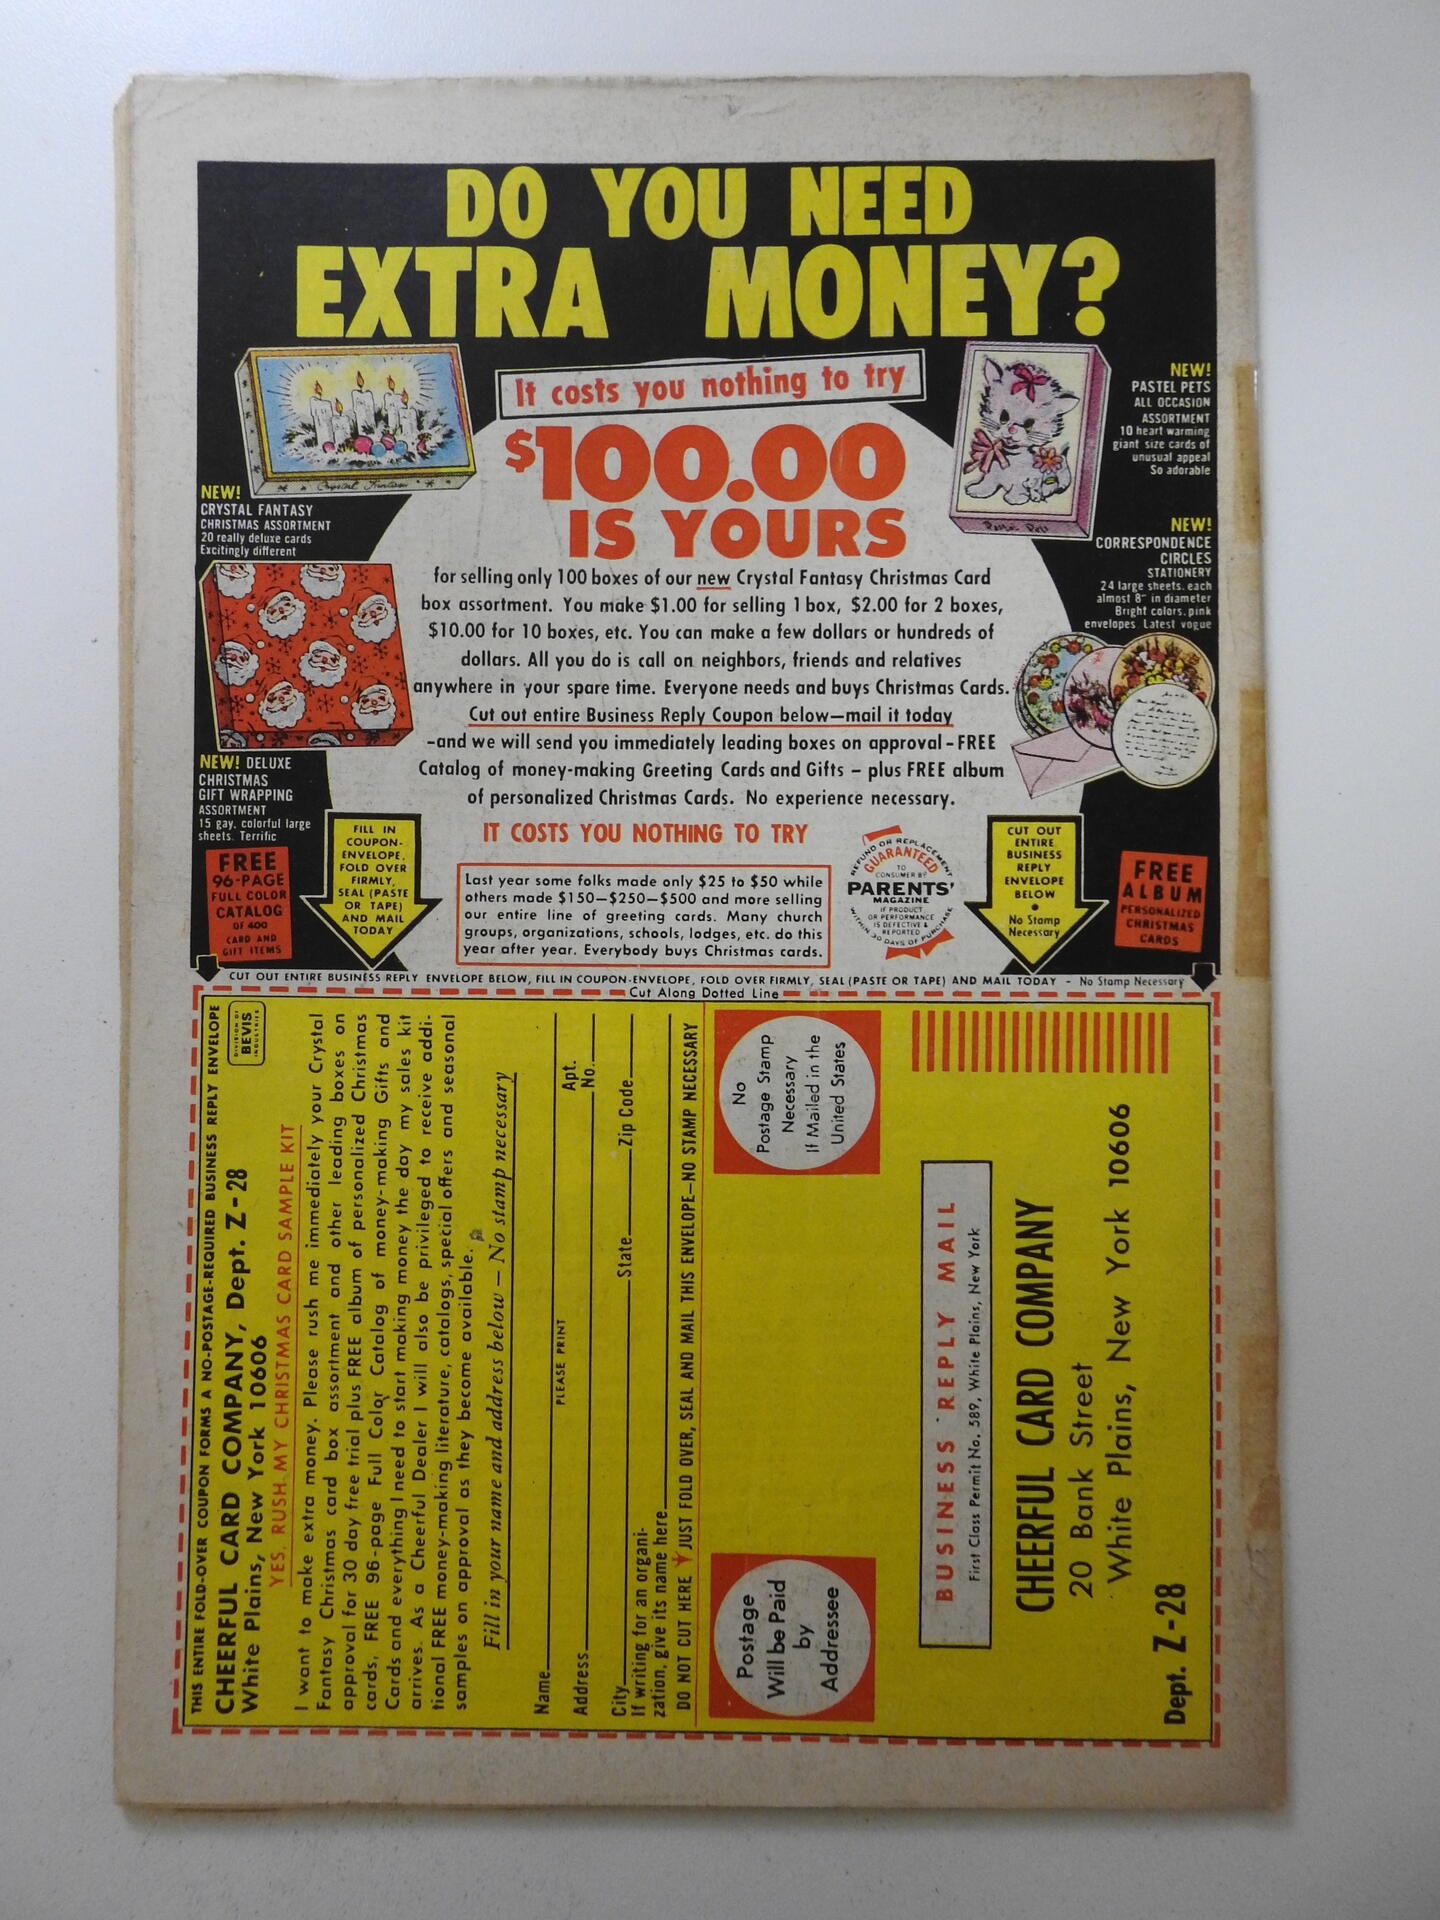 DO YOU NEED
EXTRA MONEY?
It costs you nothing to try
$100.00
IS YOURS
for selling only 100 boxes of our new Crystal Fantasy Christmas Card
box assortment. You make $1.00 for selling 1 box, $2.00 for 2 boxes,
$10.00 for 10 boxes, etc. You can make a few dollars or hundreds of
dollars. All you do is call on neighbors, friends and relatives
anywhere in your spare time. Everyone needs and buys Christmas Cards.
Cut out entire Business Reply Coupon below—mail it today
-and we will send you immediately leading boxes on approval - FREE
Catalog of money-making Greeting Cards and Gifts - plus FREE album
of personalized Christmas Cards. No experience necessary.
IT COSTS YOU NOTHING TO TRY
Crystal Fantasy
NEW!
CRYSTAL FANTASY
CHRISTMAS ASSORTMENT
20 really deluxe cards
Excitingly different
NEW! DELUXE
CHRISTMAS
GIFT WRAPPING
ASSORTMENT
15 gay, colorful large
sheets. Terrific
Pastel Pets
NEW!
PASTEL PETS
ALL OCCASION
ASSORTMENT
10 heart warming
giant size cards of
unusual appeal
So adorable
NEW!
CORRESPONDENCE
CIRCLES
STATIONERY
24 large sheets, each
almost 8" in diameter
Bright colors, pink
envelopes. Latest vogue
FREE
96-PAGE
FULL COLOR
CATALOG
OF 400
CARD AND
GIFT ITEMS
FILL IN
COUPON-
ENVELOPE,
FOLD OVER
FIRMLY,
SEAL (PASTE
OR TAPE)
AND MAIL
TODAY
Last year some folks made only $25 to $50 while
others made $150—$250—$500 and more selling
our entire line of greeting cards. Many church
groups, organizations, schools, lodges, etc. do this
year after year. Everybody buys Christmas cards.
REFUND OR REPLACEMENT
GUARANTEED
TO
CONSUMER BY
PARENTS'
MAGAZINE
IF PRODUCT
OR PERFORMANCE
IS DEFECTIVE &
REPORTED
WITHIN 30 DAYS OF PURCHASE
CUT OUT
ENTIRE
BUSINESS
REPLY
ENVELOPE
BELOW
•
No Stamp
Necessary
FREE
ALBUM
PERSONALIZED
CHRISTMAS
CARDS
CUT OUT ENTIRE BUSINESS REPLY ENVELOPE BELOW, FILL IN COUPON-ENVELOPE, FOLD OVER FIRMLY, SEAL (PASTE OR TAPE) AND MAIL TODAY - No Stamp Necessary
Cut Along Dotted Line
THIS ENTIRE FOLD-OVER COUPON FORMS A NO-POSTAGE-REQUIRED BUSINESS REPLY ENVELOPE
CHEERFUL CARD COMPANY, Dept. Z-28
White Plains, New York 10606
DIVISION OF
BEVIS
INDUSTRIES
YES, RUSH MY CHRISTMAS CARD SAMPLE KIT
I want to make extra money. Please rush me immediately your Crystal
Fantasy Christmas card box assortment and other leading boxes on
approval for 30 day free trial plus FREE album of personalized Christmas
cards, FREE 96-page Full Color Catalog of money-making Gifts and
Cards and everything I need to start making money the day my sales kit
arrives. As a Cheerful Dealer I will also be privileged to receive addi-
tional FREE money-making literature, catalogs, special offers and seasonal
samples on approval as they become available.
Fill in your name and address below — No stamp necessary
Name
PLEASE PRINT
Apt.
Address No.
City State Zip Code
If writing for an organi-
zation, give its name here
DO NOT CUT HERE JUST FOLD OVER, SEAL AND MAIL THIS ENVELOPE—NO STAMP NECESSARY
Postage
Will be Paid
by
Addressee
No
Postage Stamp
Necessary
If Mailed in the
United States
BUSINESS REPLY MAIL
First Class Permit No. 589, White Plains, New York
CHEERFUL CARD COMPANY
20 Bank Street
White Plains, New York 10606
Dept. Z-28